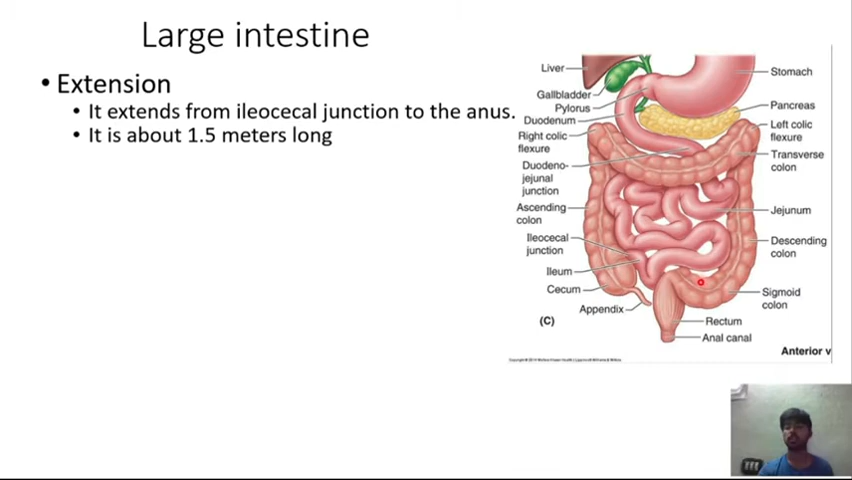 Large intestine
• Extension
• It extends from ileocecal junction to the anus.
• It is about 1.5 meters long
Liver
Gallbladder
Pylorus
Duodenum
Right colic
flexure
Duodeno-
jejunal
junction
Ascending
colon
Ileocecal
junction
Ileum
Cecum
Appendix
(C)
Stomach
Pancreas
Left colic
flexure
Transverse
colon
Jejunum
Descending
colon
Sigmoid
colon
Rectum
Anal canal
Anterior v